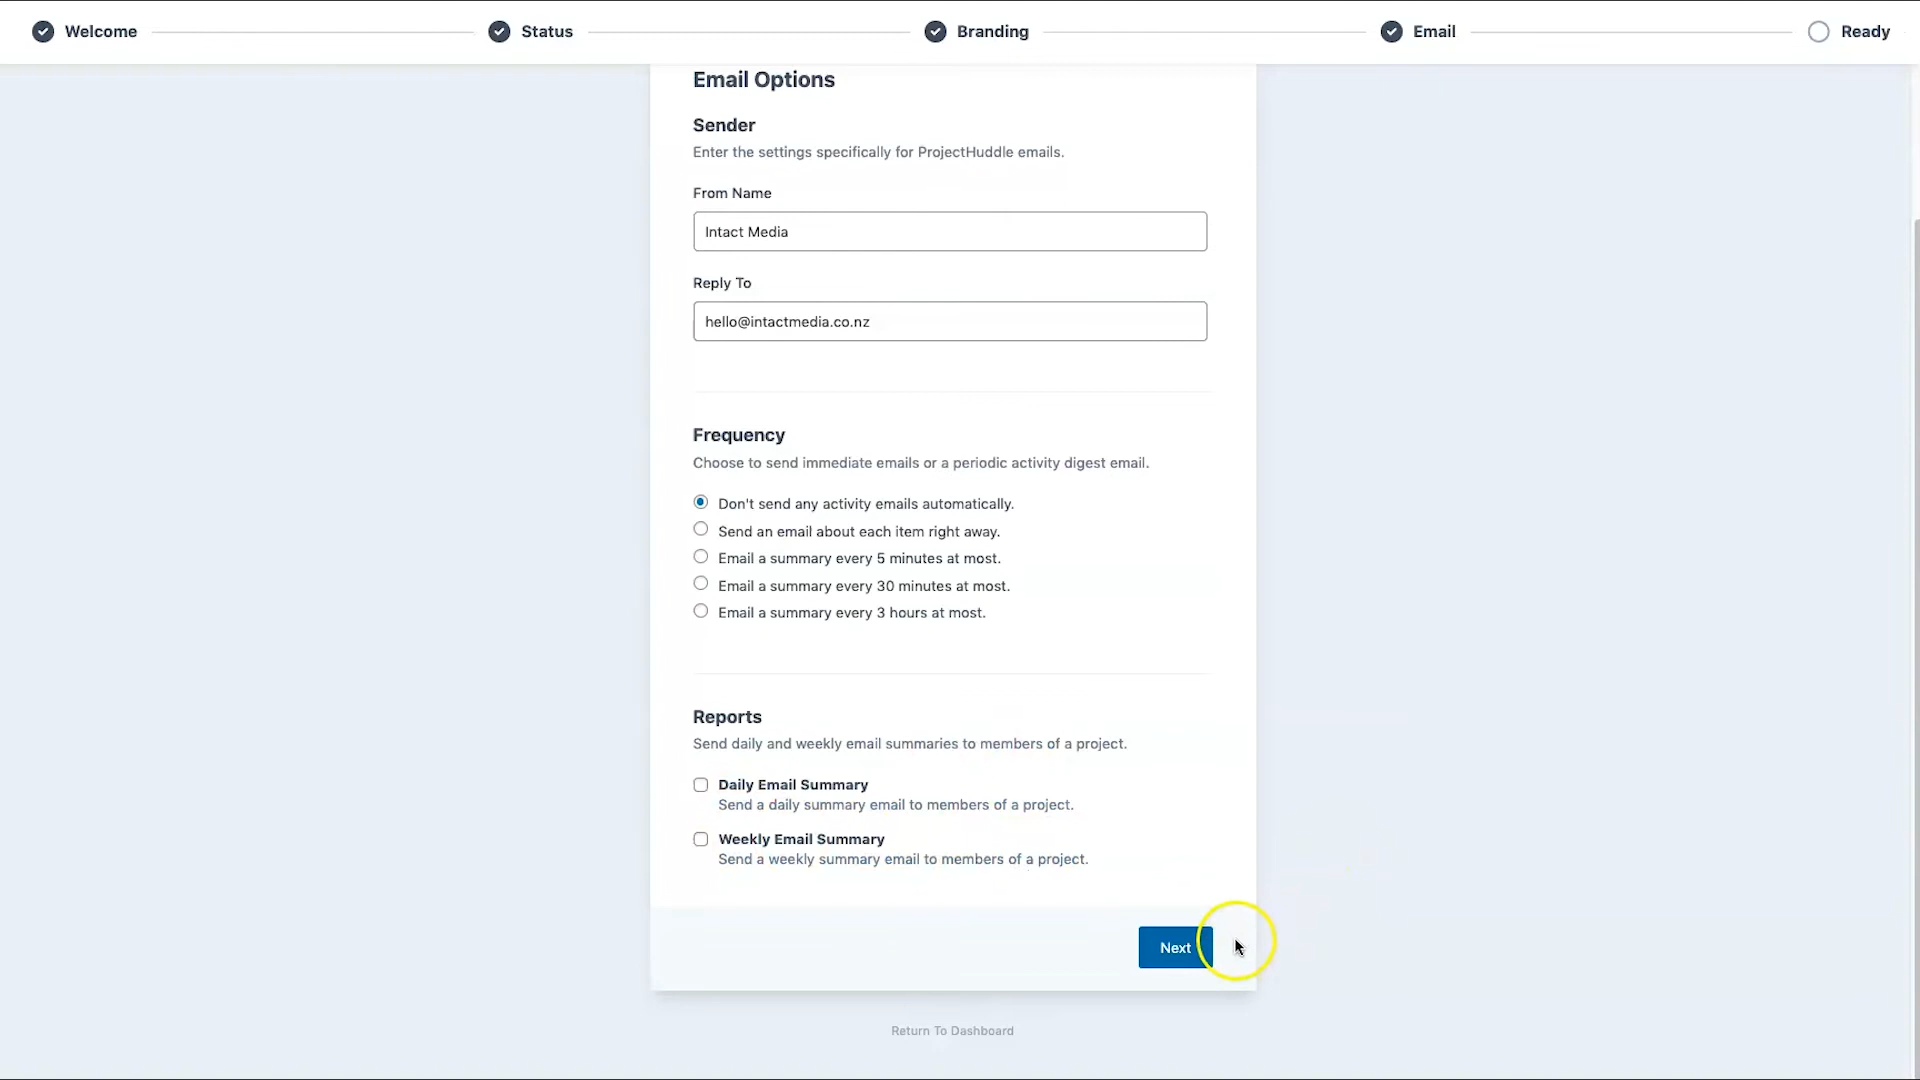 Welcome
Status
Branding
Email
Ready
Email Options
Sender
Enter the settings specifically for ProjectHuddle emails.
From Name
Intact Media
Reply To
hello@intactmedia.co.nz
Frequency
Choose to send immediate emails or a periodic activity digest email.
Don't send any activity emails automatically.
Send an email about each item right away.
Email a summary every 5 minutes at most.
Email a summary every 30 minutes at most.
Email a summary every 3 hours at most.
Reports
Send daily and weekly email summaries to members of a project.
Daily Email Summary
Send a daily summary email to members of a project.
Weekly Email Summary
Send a weekly summary email to members of a project.
Next
Return To Dashboard